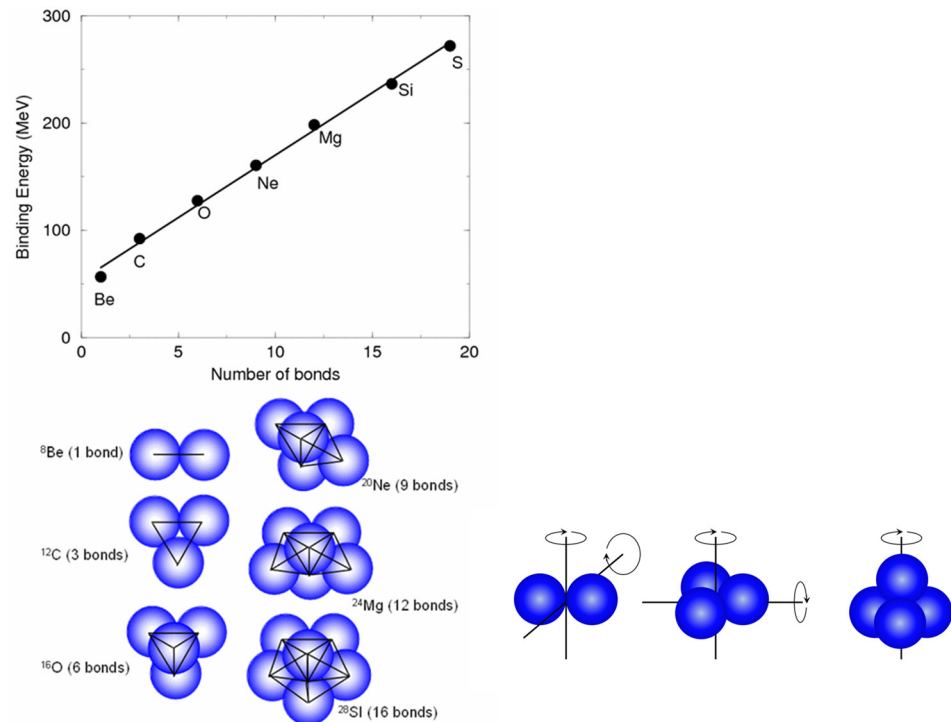 300
200
100
0
Binding Energy (MeV)
Be
C
O
Ne
Mg
Si
S
0
5
10
15
20
Number of bonds
⁸Be (1 bond)
²⁰Ne (9 bonds)
¹²C (3 bonds)
²⁴Mg (12 bonds)
¹⁶O (6 bonds)
²⁸SI (16 bonds)